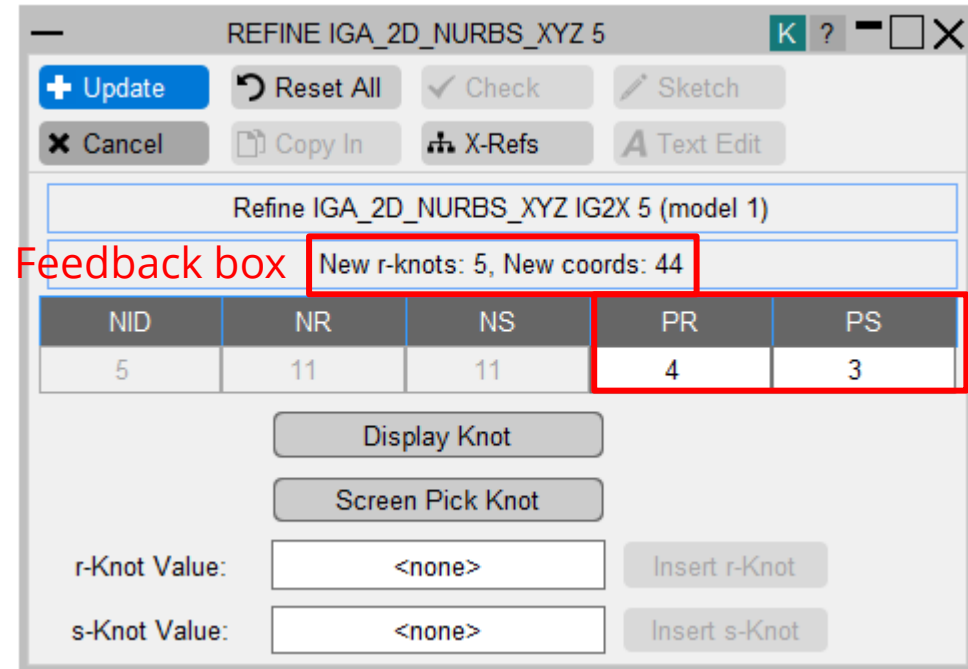 REFINE IGA_2D_NURBS_XYZ 5 K ?
Update Reset All Check Sketch
Cancel Copy In X-Refs A Text Edit
Refine IGA_2D_NURBS_XYZ IG2X 5 (model 1)
Feedback box New r-knots: 5, New coords: 44
NID NR NS PR PS
5 11 11 4 3
Display Knot
Screen Pick Knot
r-Knot Value: <none> Insert r-Knot
s-Knot Value: <none> Insert s-Knot